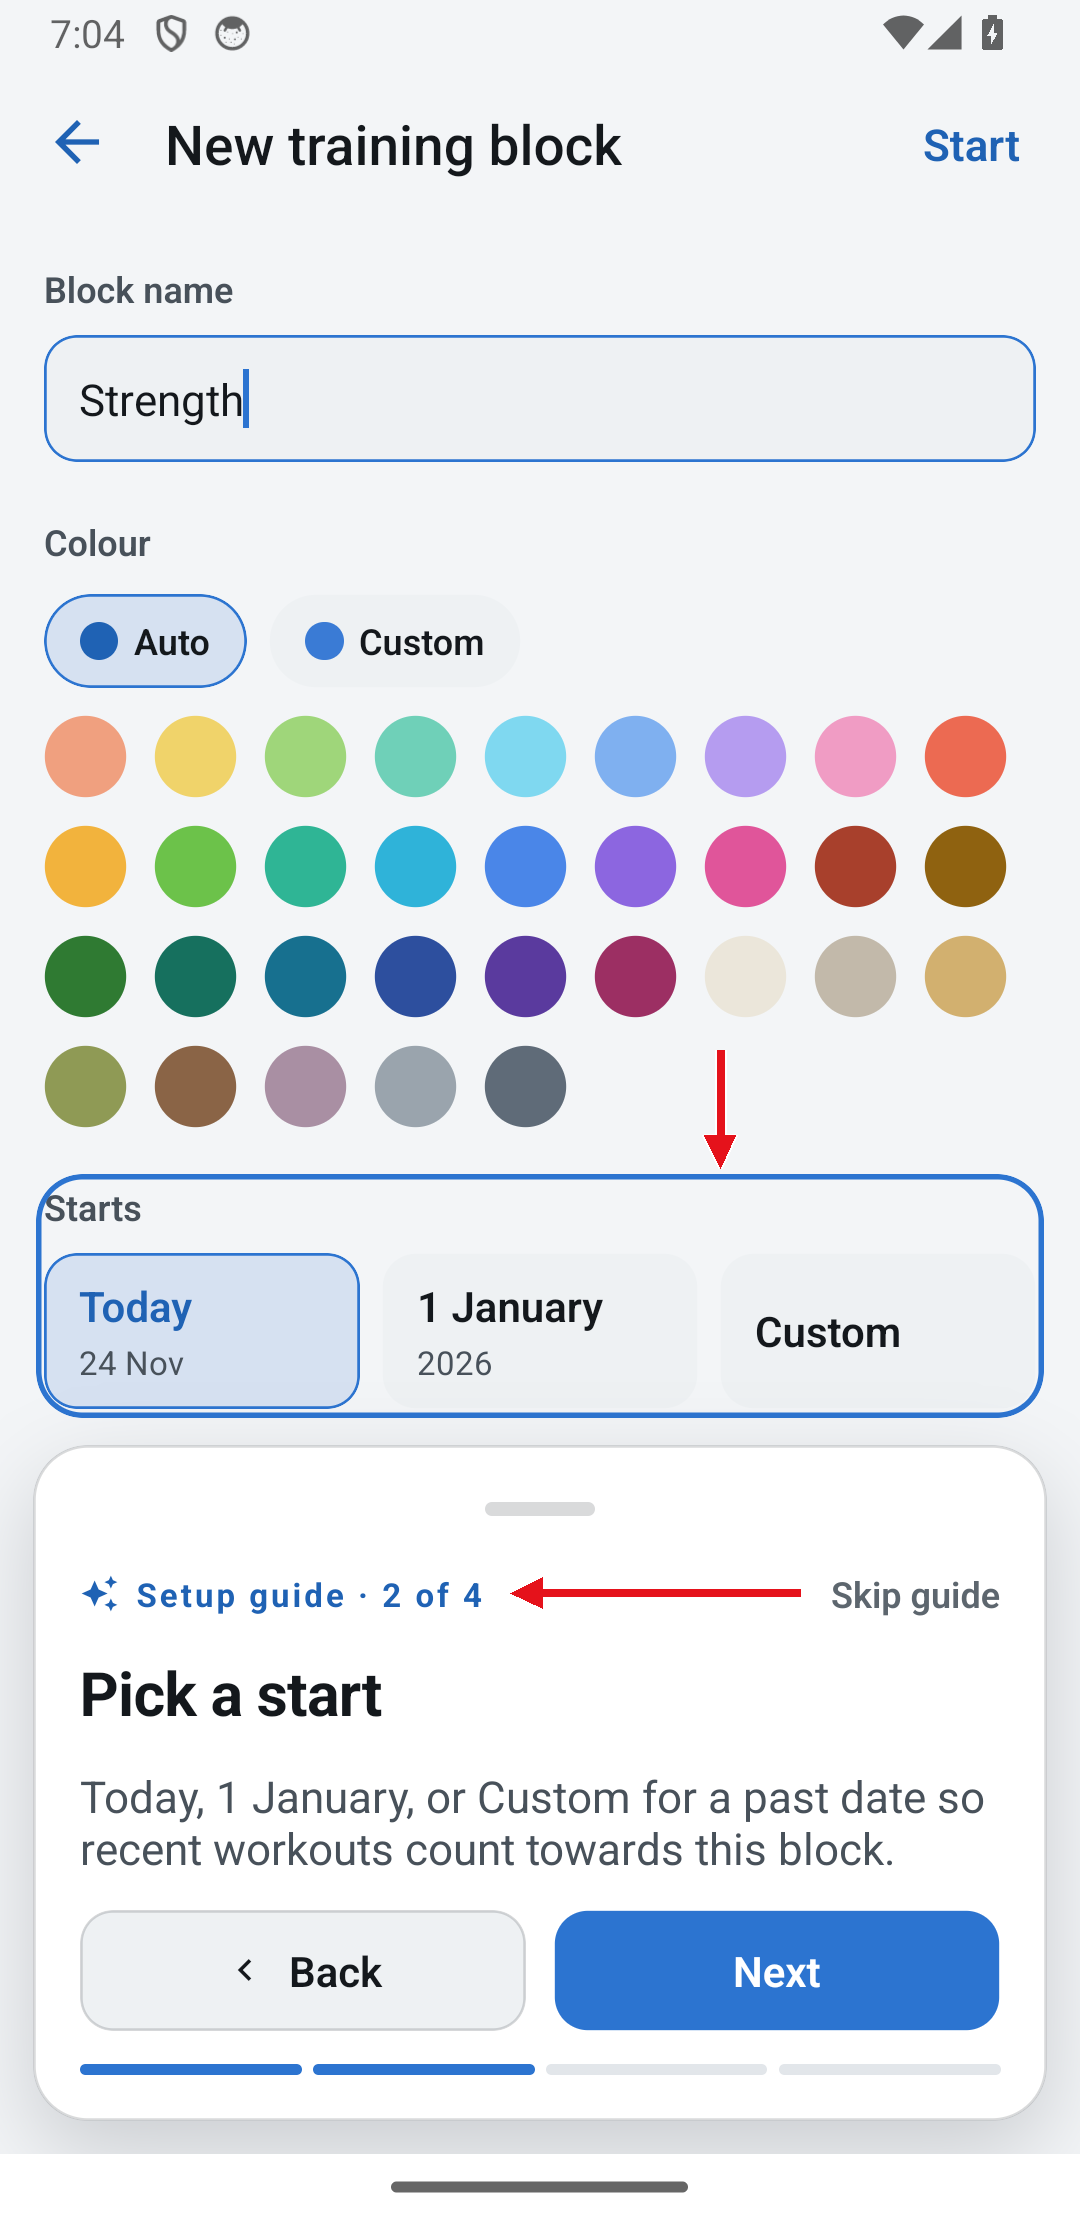 7:04
New training block
Start
Block name
Strength
Colour
Auto
Custom
Starts
Today
24 Nov
1 January
2026
Custom
Setup guide · 2 of 4
Skip guide
Pick a start
Today, 1 January, or Custom for a past date so
recent workouts count towards this block.
Back
Next